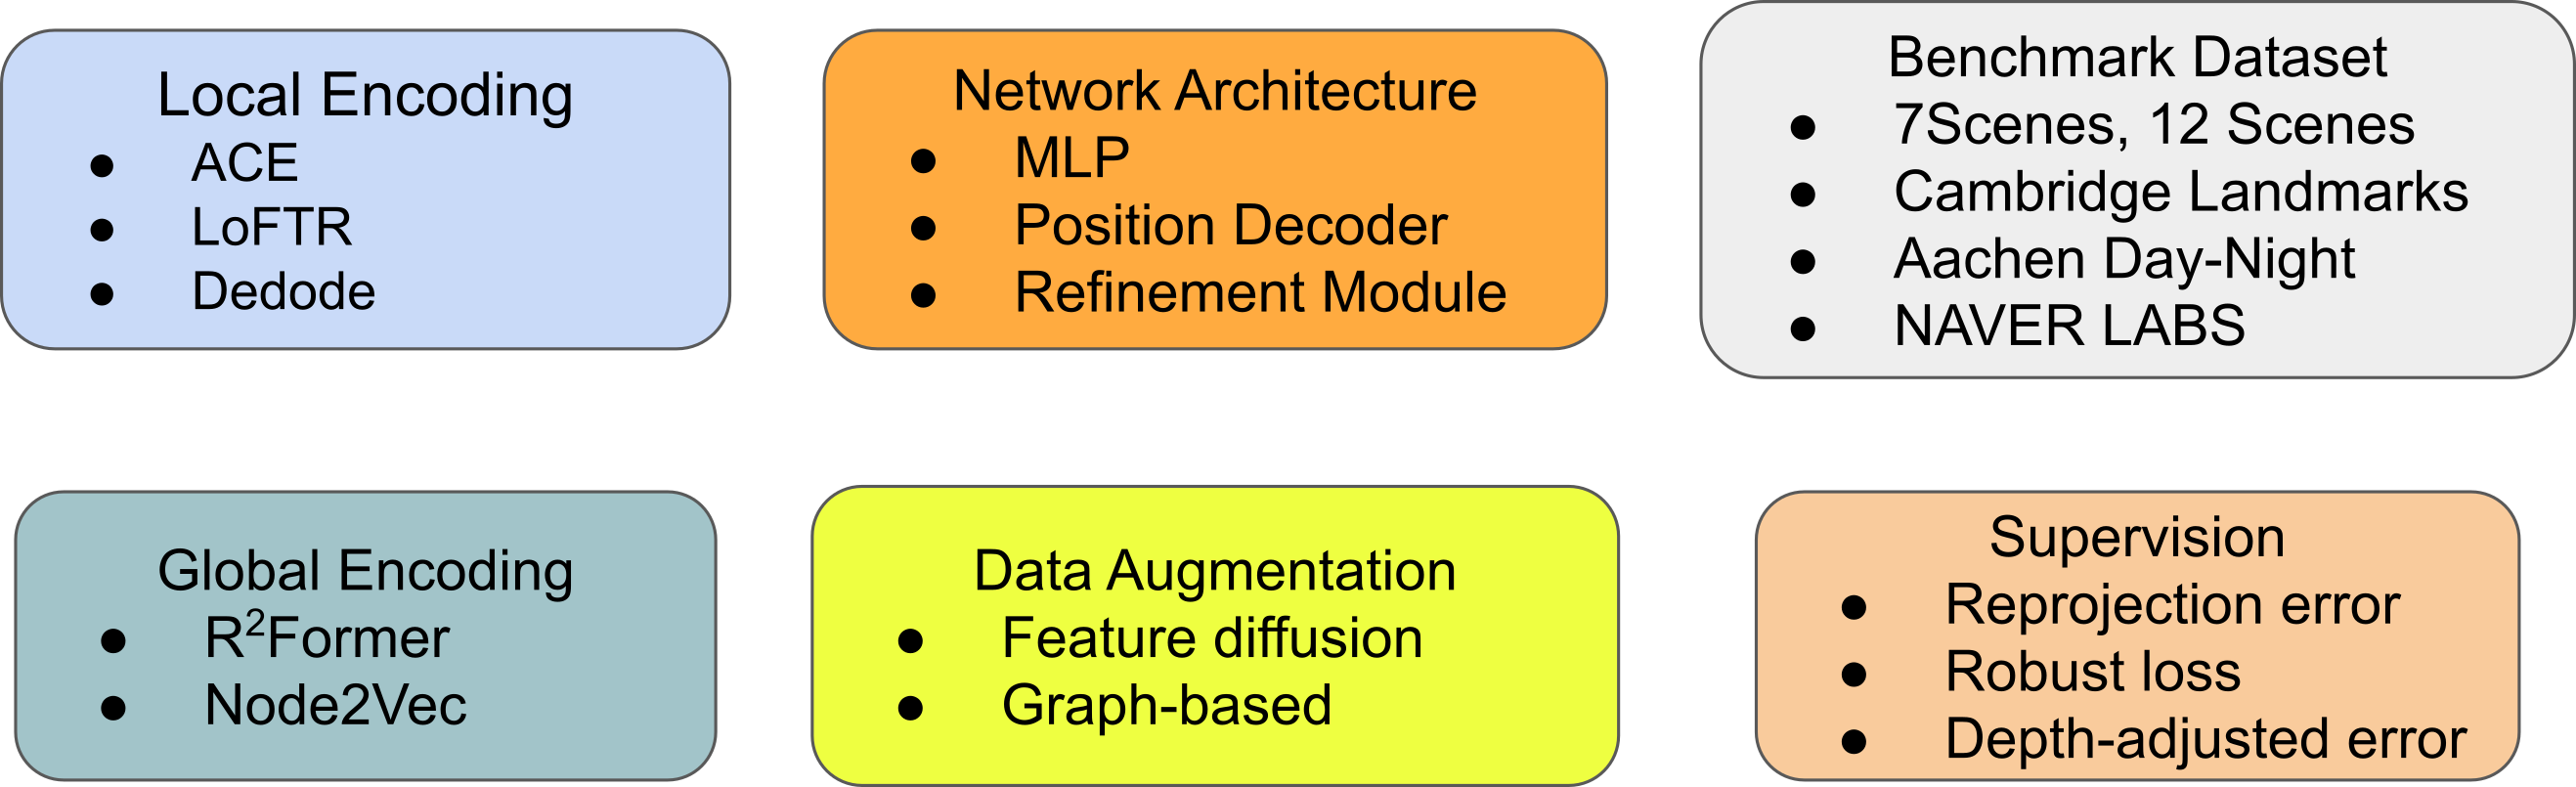 Local Encoding
● ACE
● LoFTR
● Dedode
Network Architecture
● MLP
● Position Decoder
● Refinement Module
Benchmark Dataset
● 7Scenes, 12 Scenes
● Cambridge Landmarks
● Aachen Day-Night
● NAVER LABS
Global Encoding
● R²Former
● Node2Vec
Data Augmentation
● Feature diffusion
● Graph-based
Supervision
● Reprojection error
● Robust loss
● Depth-adjusted error